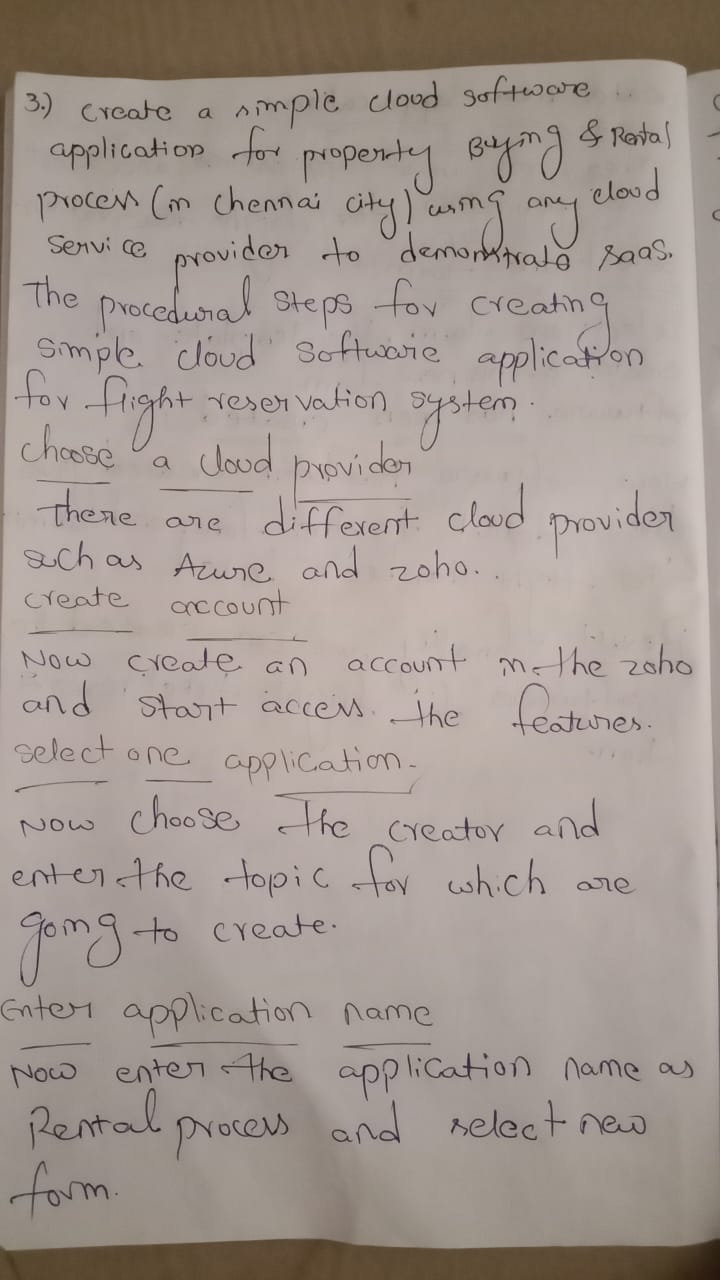 3.) create a simple cloud software
application for property Buying & Rental
process (in chennai city) using any cloud
service provider to demonstrate saas.
The procedural steps for creating
simple cloud software application
for flight reservation system.
choose a cloud provider
There are different cloud provider
such as Azure and zoho.
create account
Now create an account in the zoho
and start access the features.
select one application.
Now choose the creator and
enter the topic for which are
going to create.
Enter application name
Now enter the application name as
Rental process and select new
form.